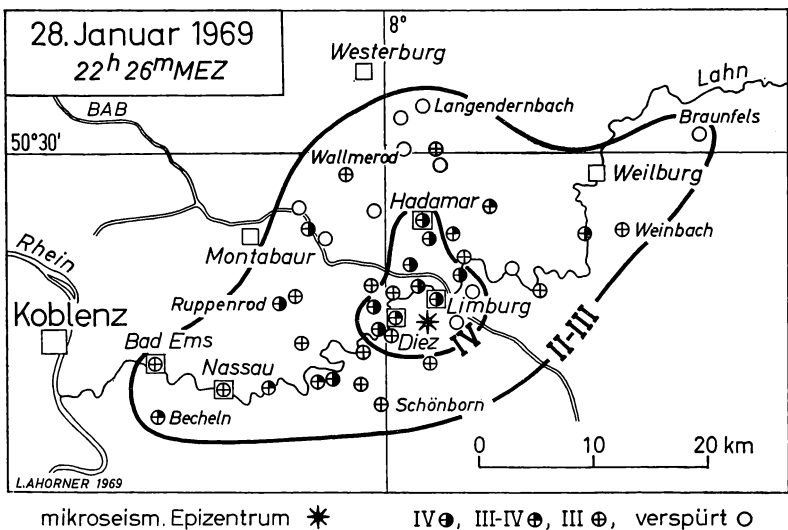 28. Januar 1969
22h 26m MEZ
8°
Westerburg
Lahn
BAB
Langendernbach
Braunfels
50°30'
Wallmerod
Weilburg
Hadamar
Montabaur
Weinbach
Rhein
Ruppenrod
Limburg
Koblenz
Diez
IV
II-III
Bad Ems
Nassau
Schönborn
Becheln
0 10 20 km
L.AHORNER 1969
mikroseism. Epizentrum IV, III-IV, III, verspürt